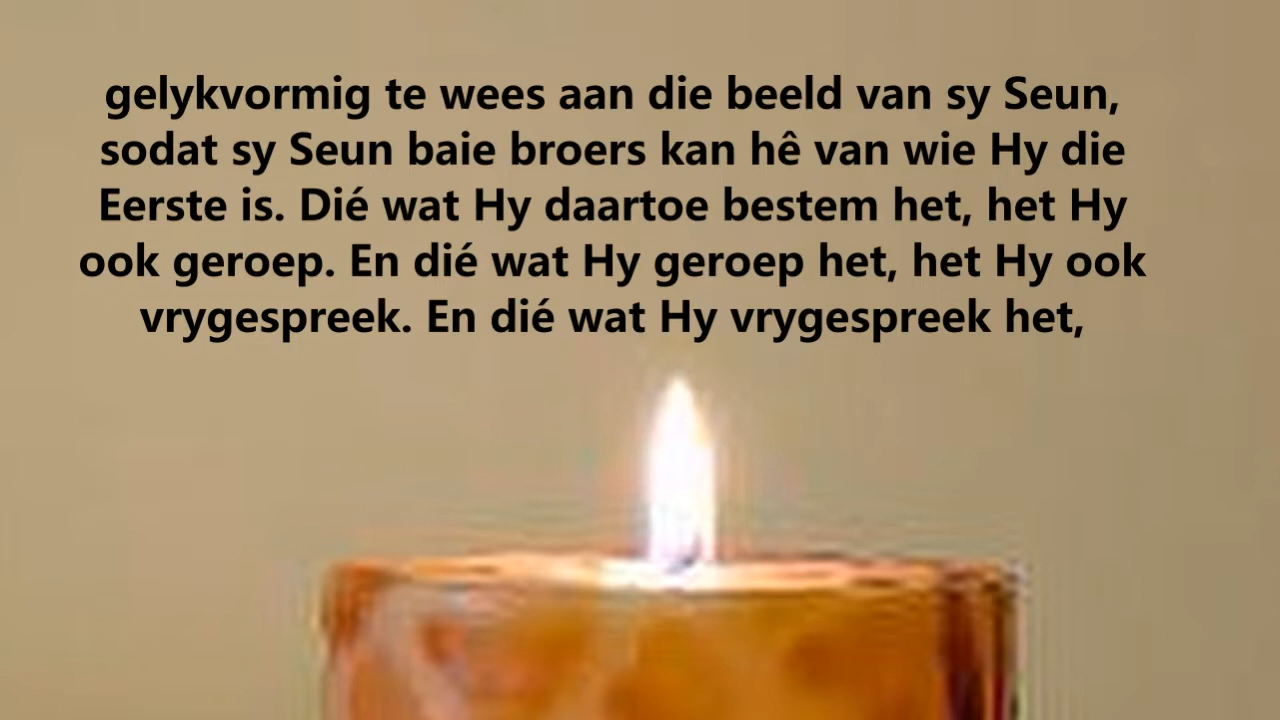 gelykvormig te wees aan die beeld van sy Seun,
sodat sy Seun baie broers kan hê van wie Hy die
Eerste is. Dié wat Hy daartoe bestem het, het Hy
ook geroep. En dié wat Hy geroep het, het Hy ook
vrygespreek. En dié wat Hy vrygespreek het,